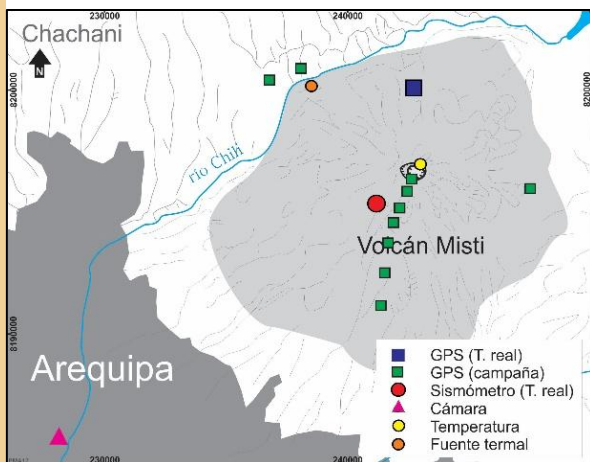 230000
240000
Chachani
N
8200000
8200000
río Chili
Volcán Misti
8190000
Arequipa
GPS (T. real)
GPS (campaña)
Sismómetro (T. real)
Cámara
Temperatura
Fuente termal
230000
240000